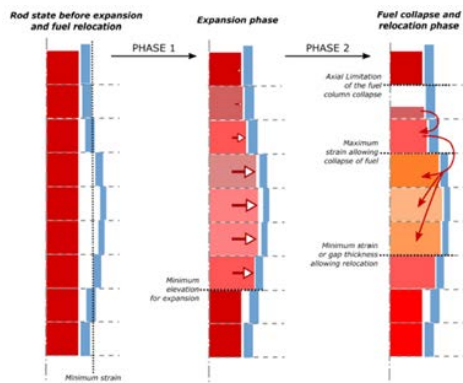 Rod state before expansion
and fuel relocation
PHASE 1
Expansion phase
PHASE 2
Fuel collapse and
relocation phase
Axial Limitation
of the fuel
column collapse
Maximum
strain allowing
collapse of fuel
Minimum strain
or gap thickness
allowing relocation
Minimum
elevation
for expansion
Minimum strain